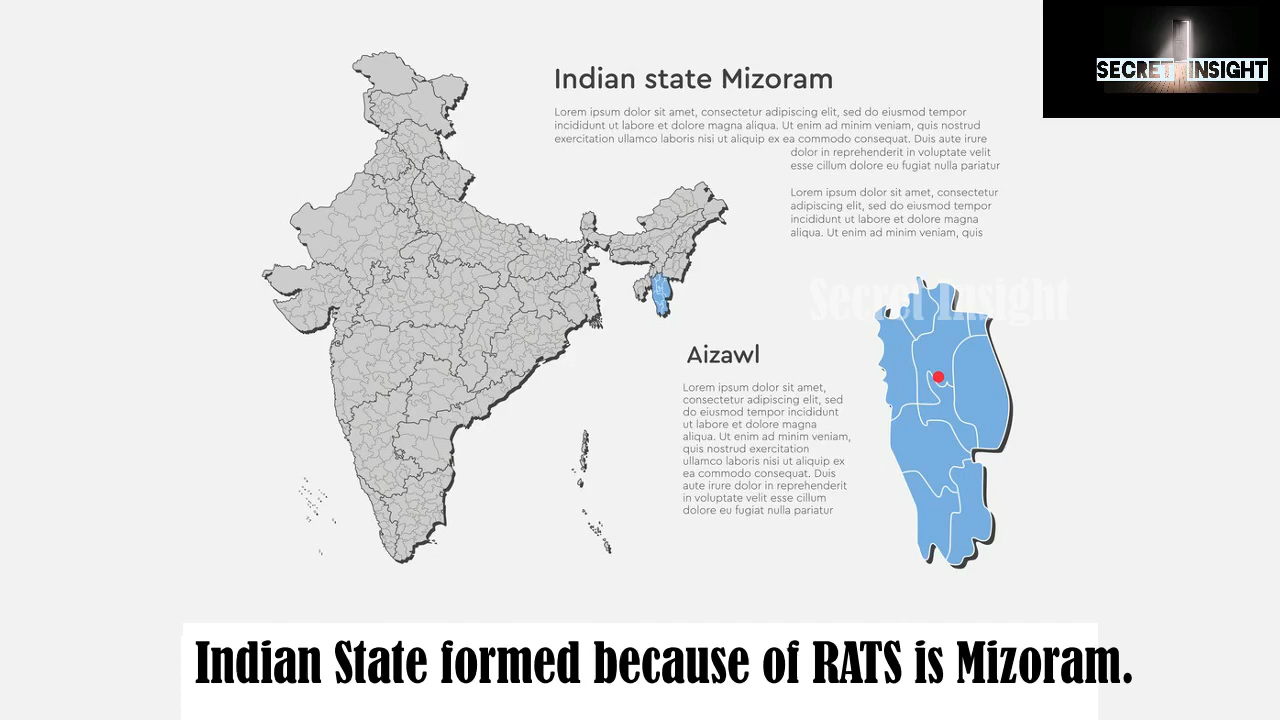 SECRET INSIGHT
Indian state Mizoram
Lorem ipsum dolor sit amet, consectetur adipiscing elit, sed do eiusmod tempor
incididunt ut labore et dolore magna aliqua. Ut enim ad minim veniam, quis nostrud
exercitation ullamco laboris nisi ut aliquip ex ea commodo consequat. Duis aute irure
dolor in reprehenderit in voluptate velit
esse cillum dolore eu fugiat nulla pariatur
Lorem ipsum dolor sit amet, consectetur
adipiscing elit, sed do eiusmod tempor
incididunt ut labore et dolore magna
aliqua. Ut enim ad minim veniam, quis
Secret Insight
Aizawl
Lorem ipsum dolor sit amet,
consectetur adipiscing elit, sed
do eiusmod tempor incididunt
ut labore et dolore magna
aliqua. Ut enim ad minim veniam,
quis nostrud exercitation
ullamco laboris nisi ut aliquip ex
ea commodo consequat. Duis
aute irure dolor in reprehenderit
in voluptate velit esse cillum
dolore eu fugiat nulla pariatur
Indian State formed because of RATS is Mizoram.